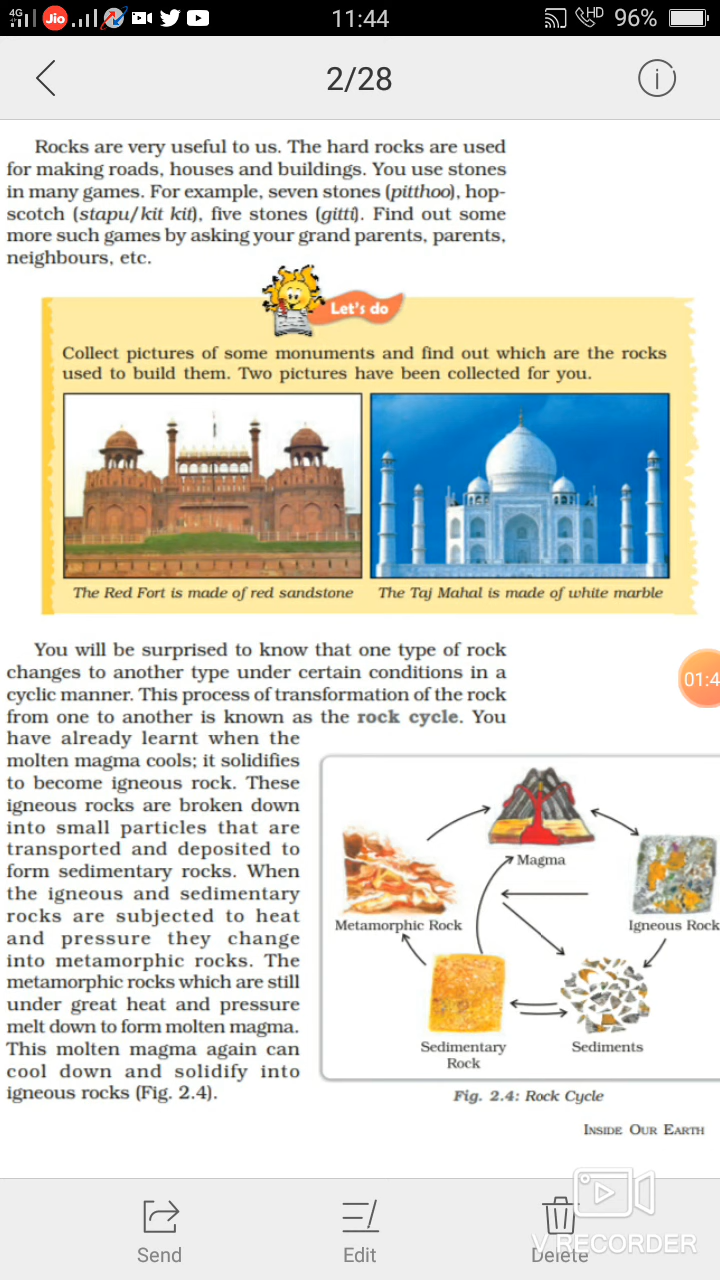 4G Jio 11:44 HD 96%
2/28
Rocks are very useful to us. The hard rocks are used
for making roads, houses and buildings. You use stones
in many games. For example, seven stones (pitthoo), hop-
scotch (stapu/kit kit), five stones (gitti). Find out some
more such games by asking your grand parents, parents,
neighbours, etc.
Let's do
Collect pictures of some monuments and find out which are the rocks
used to build them. Two pictures have been collected for you.
The Red Fort is made of red sandstone
The Taj Mahal is made of white marble
You will be surprised to know that one type of rock
changes to another type under certain conditions in a
cyclic manner. This process of transformation of the rock
from one to another is known as the rock cycle. You
have already learnt when the
molten magma cools; it solidifies
to become igneous rock. These
igneous rocks are broken down
into small particles that are
transported and deposited to
form sedimentary rocks. When
the igneous and sedimentary
rocks are subjected to heat
and pressure they change
into metamorphic rocks. The
metamorphic rocks which are still
under great heat and pressure
melt down to form molten magma.
This molten magma again can
cool down and solidify into
igneous rocks (Fig. 2.4).
01:4
Magma
Metamorphic Rock
Igneous Rock
Sedimentary
Rock
Sediments
Fig. 2.4: Rock Cycle
INSIDE OUR EARTH
Send
Edit
Delete
V RECORDER